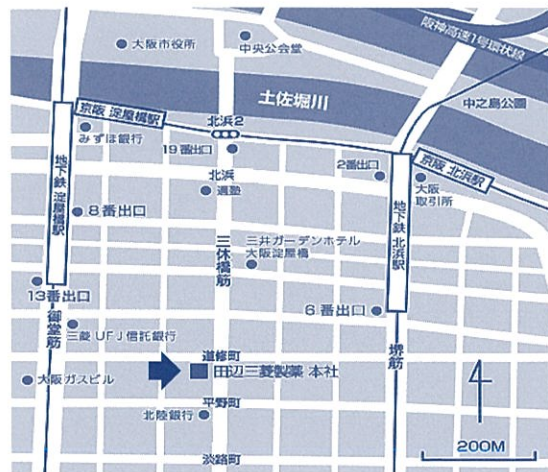 阪神高速1号環状線
大阪市役所
中央公会堂
中之島公園
土佐堀川
京阪 淀屋橋駅
北浜2
みずほ銀行
19番出口
2番出口
京阪 北浜駅
北浜
適塾
大阪
取引所
地下鉄 淀屋橋駅
地下鉄 北浜駅
8番出口
三休橋筋
三井ガーデンホテル
大阪淀屋橋
13番出口
6番出口
御堂筋
三菱UFJ信託銀行
堺筋
道修町
田辺三菱製薬 本社
大阪ガスビル
平野町
北陸銀行
淡路町
200M